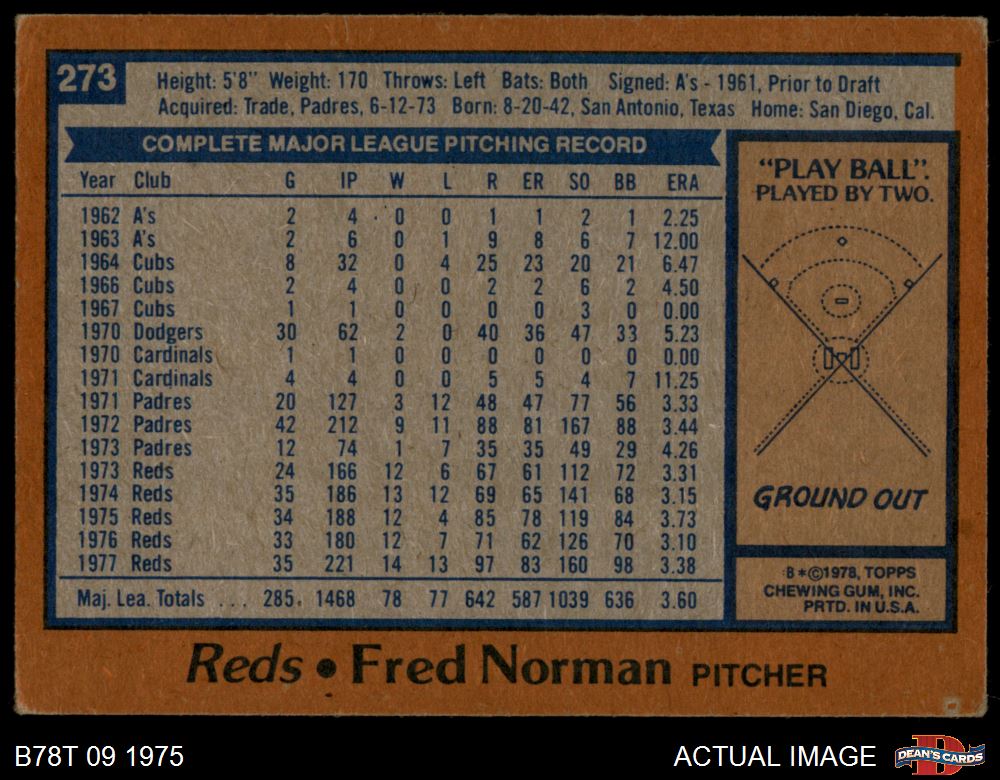 273
Height: 5'8" Weight: 170 Throws: Left Bats: Both Signed: A's - 1961, Prior to Draft
Acquired: Trade, Padres, 6-12-73 Born: 8-20-42, San Antonio, Texas Home: San Diego, Cal.
COMPLETE MAJOR LEAGUE PITCHING RECORD
Year Club G IP W L R ER SO BB ERA
1962 A's 2 4 0 0 1 1 2 1 2.25
1963 A's 2 6 0 1 9 8 6 7 12.00
1964 Cubs 8 32 0 4 25 23 20 21 6.47
1966 Cubs 2 4 0 0 2 2 6 2 4.50
1967 Cubs 1 1 0 0 0 0 3 0 0.00
1970 Dodgers 30 62 2 0 40 36 47 33 5.23
1970 Cardinals 1 1 0 0 0 0 0 0 0.00
1971 Cardinals 4 4 0 0 5 5 4 7 11.25
1971 Padres 20 127 3 12 48 47 77 56 3.33
1972 Padres 42 212 9 11 88 81 167 88 3.44
1973 Padres 12 74 1 7 35 35 49 29 4.26
1973 Reds 24 166 12 6 67 61 112 72 3.31
1974 Reds 35 186 13 12 69 65 141 68 3.15
1975 Reds 34 188 12 4 85 78 119 84 3.73
1976 Reds 33 180 12 7 71 62 126 70 3.10
1977 Reds 35 221 14 13 97 83 160 98 3.38
Maj. Lea. Totals ... 285 1468 78 77 642 587 1039 636 3.60
"PLAY BALL".
PLAYED BY TWO.
GROUND OUT
B*©1978, TOPPS
CHEWING GUM, INC.
PRTD. IN U.S.A.
Reds • Fred Norman PITCHER
B78T 09 1975
ACTUAL IMAGE
DEAN'S CARDS